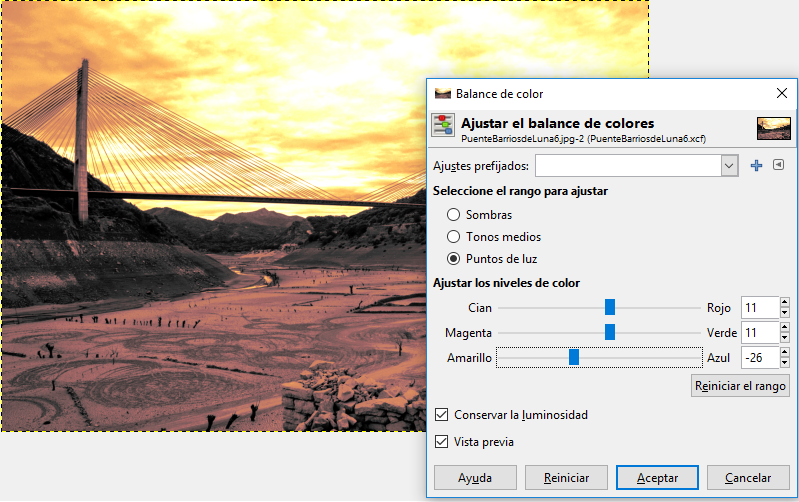 Balance de color
Ajustar el balance de colores
PuenteBarriosdeLuna6.jpg-2 (PuenteBarriosdeLuna6.xcf)
Ajustes prefijados:
Seleccione el rango para ajustar
Sombras
Tonos medios
Puntos de luz
Ajustar los niveles de color
Cian Rojo 11
Magenta Verde 11
Amarillo Azul -26
Reiniciar el rango
Conservar la luminosidad
Vista previa
Ayuda Reiniciar Aceptar Cancelar